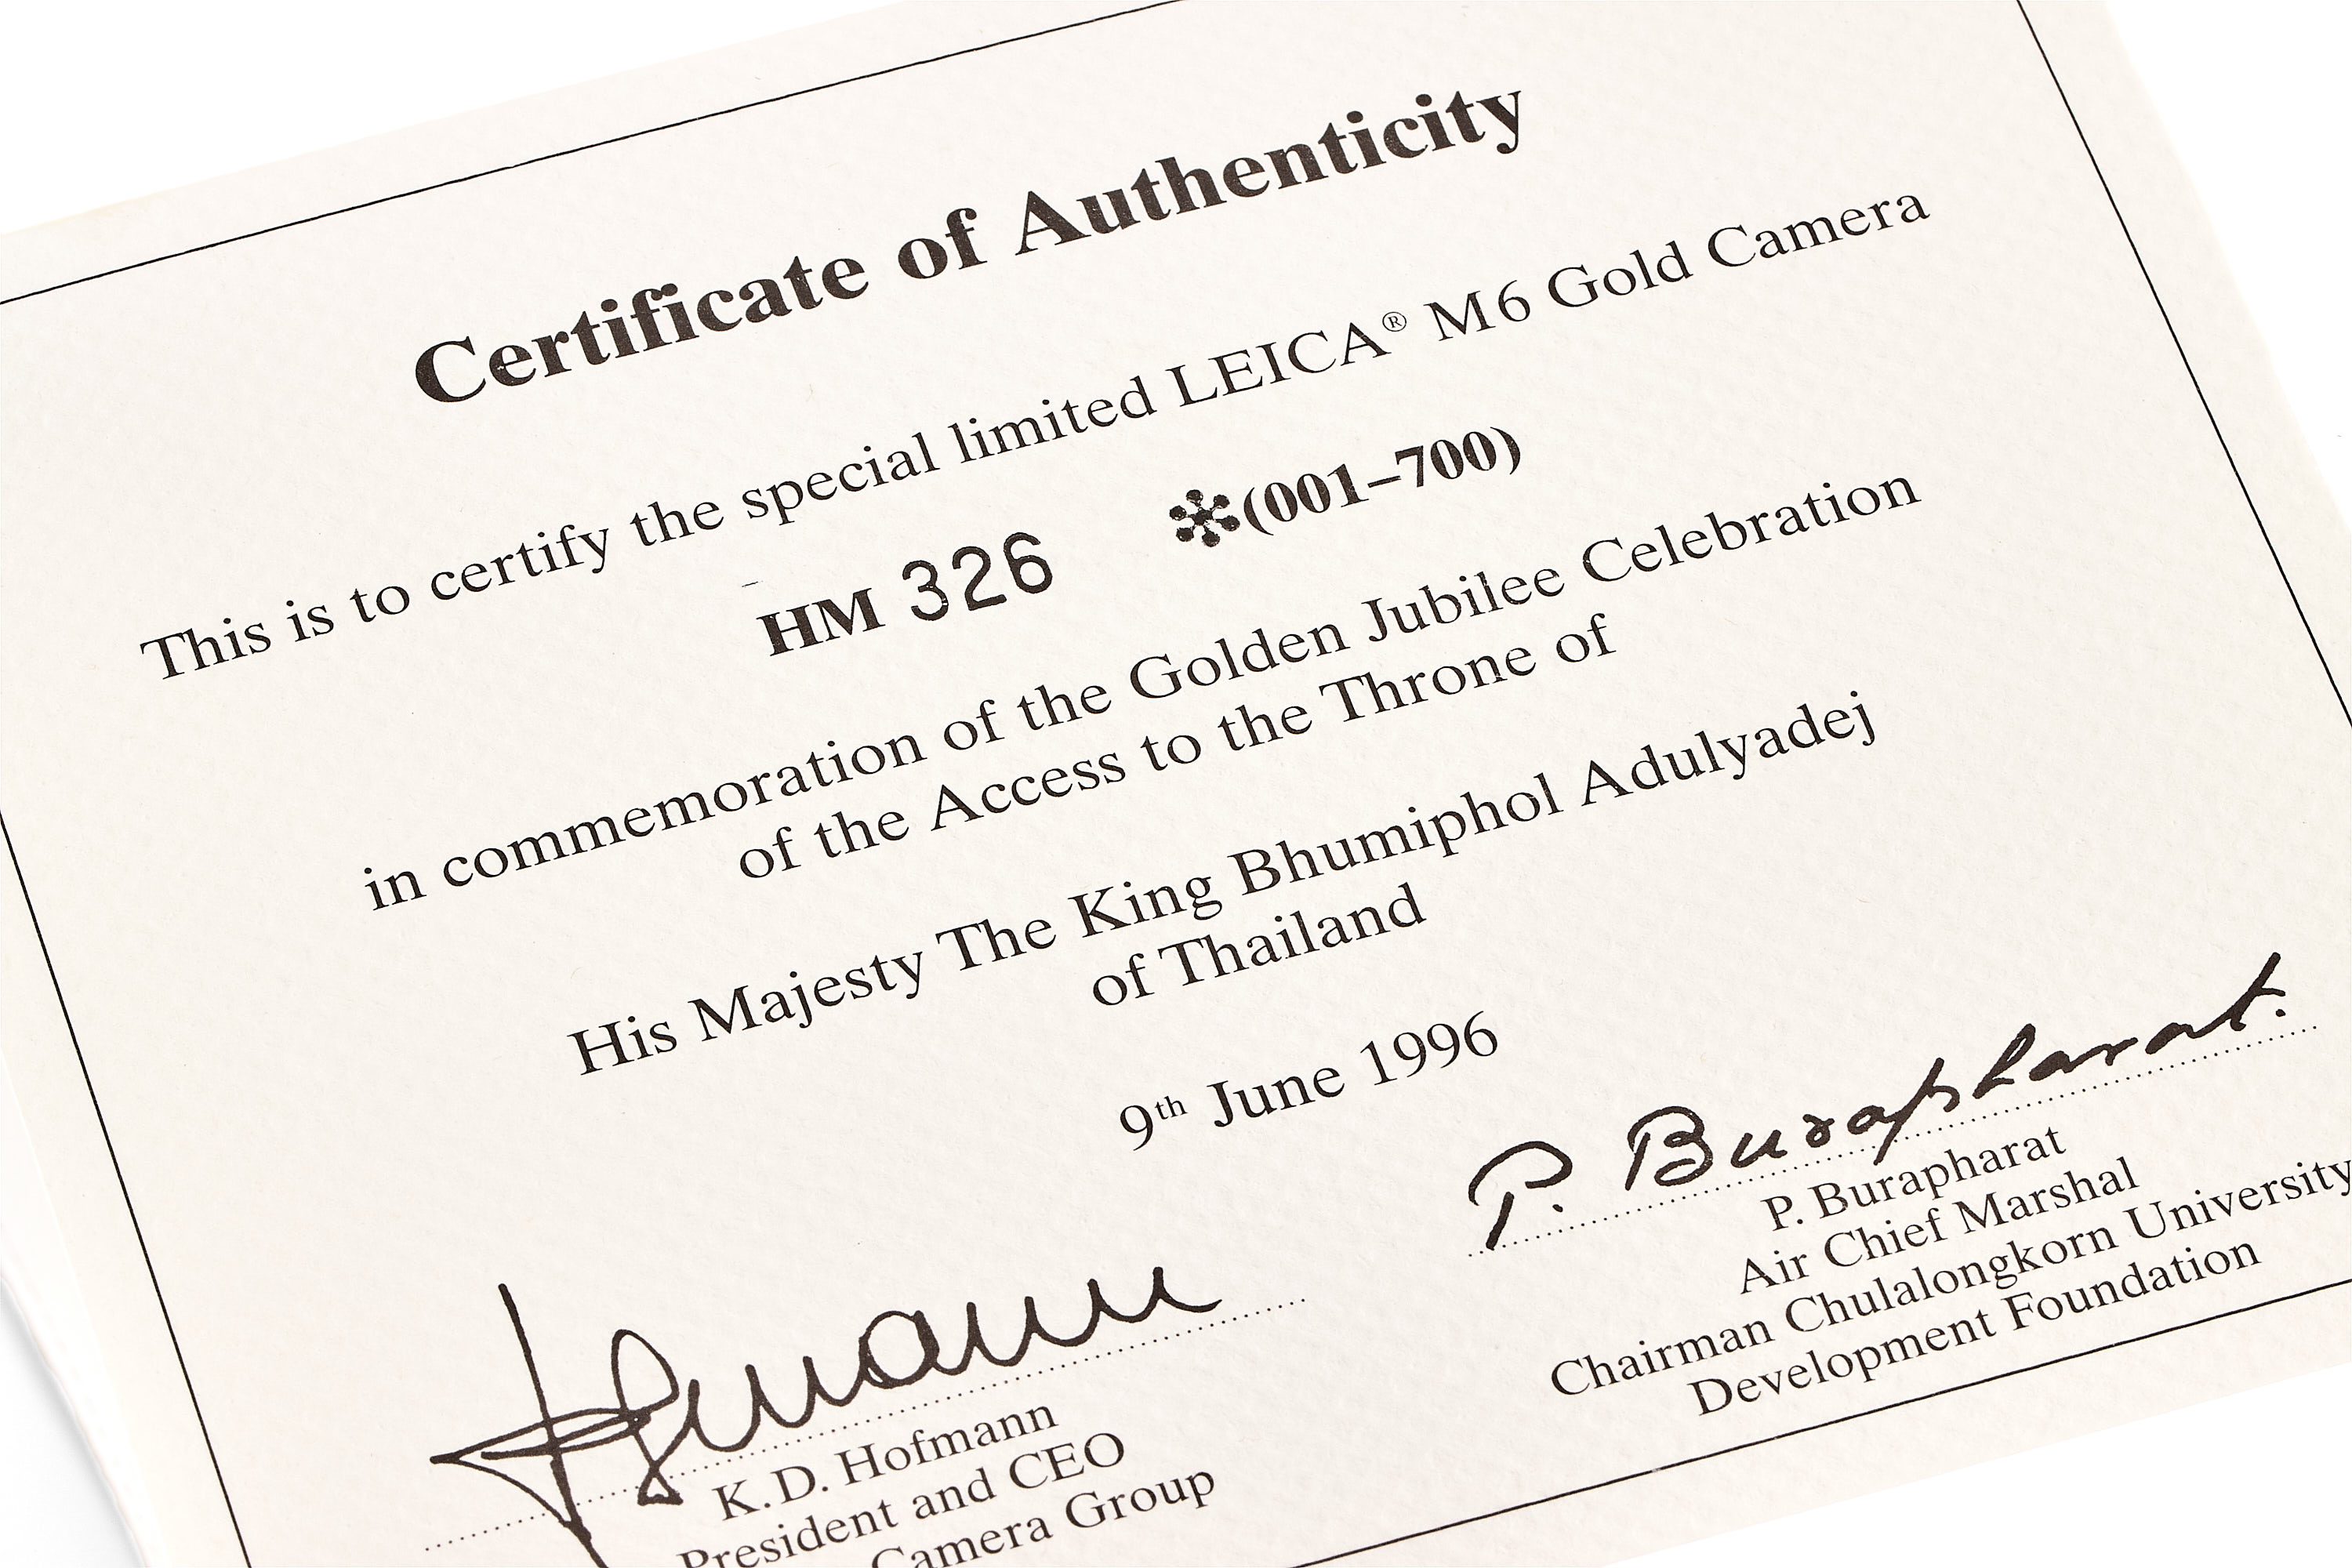 Certificate of Authenticity
This is to certify the special limited LEICA® M6 Gold Camera
HM 326 ✻(001–700)
in commemoration of the Golden Jubilee Celebration
of the Access to the Throne of
His Majesty The King Bhumiphol Adulyadej
of Thailand
9th June 1996
P. Burapharat.
P. Burapharat
Air Chief Marshal
Chairman Chulalongkorn University
Development Foundation
K. D. Hofmann
President and CEO
Camera Group